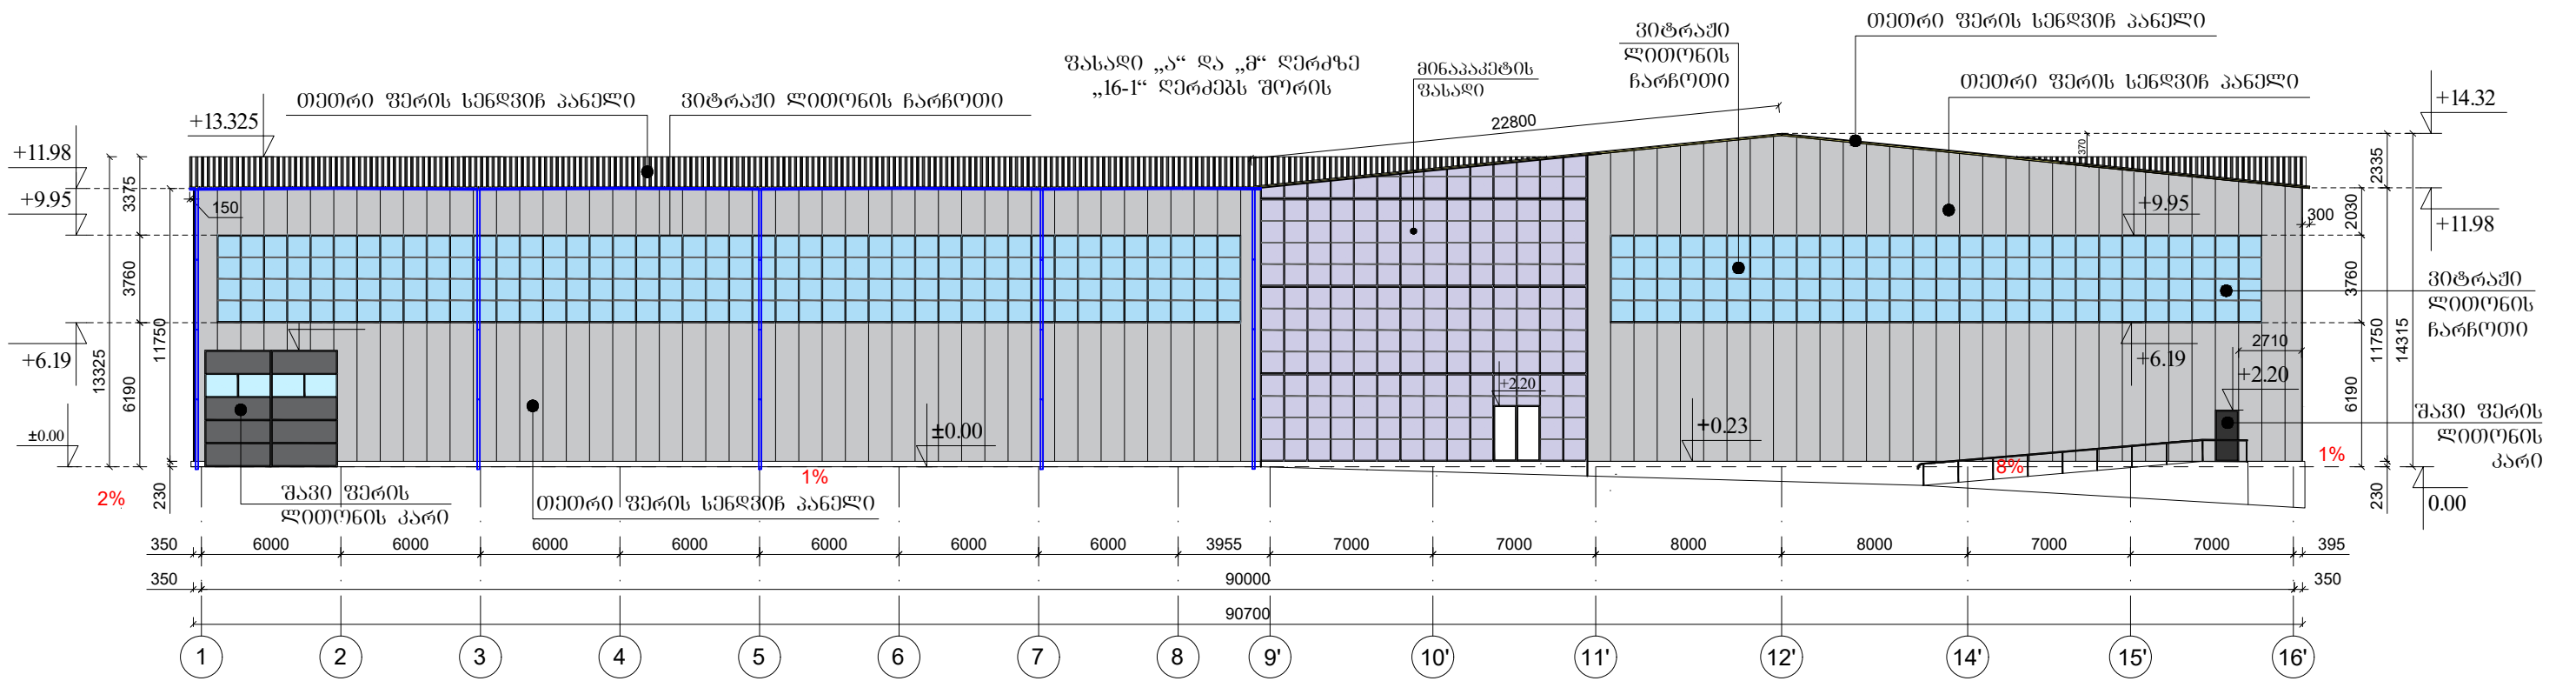 ფასადი „ა“ და „მ“ ღერძზე
„16-1“ ღერძებს შორის
თეთრი ფერის სენდვიჩ პანელი
ვიტრაჟი ლითონის ჩარჩოთი
მინაპაკეტის
ფასადი
ვიტრაჟი
ლითონის
ჩარჩოთი
თეთრი ფერის სენდვიჩ პანელი
თეთრი ფერის სენდვიჩ პანელი
22800
+13.325
+11.98
+9.95
+6.19
±0.00
13325
3375
3760
6190
11750
230
150
2%
±0.00
1%
+2.20
+0.23
+9.95
+6.19
+2.20
2710
8%
1%
370
300
2335
2030
3760
6190
11750
14315
230
+14.32
+11.98
0.00
ვიტრაჟი
ლითონის
ჩარჩოთი
შავი ფერის
ლითონის
კარი
შავი ფერის
ლითონის კარი
თეთრი ფერის სენდვიჩ პანელი
350 6000 6000 6000 6000 6000 6000 6000 3955 7000 7000 8000 8000 7000 7000 395
350 90000 350
90700
1 2 3 4 5 6 7 8 9' 10' 11' 12' 14' 15' 16'